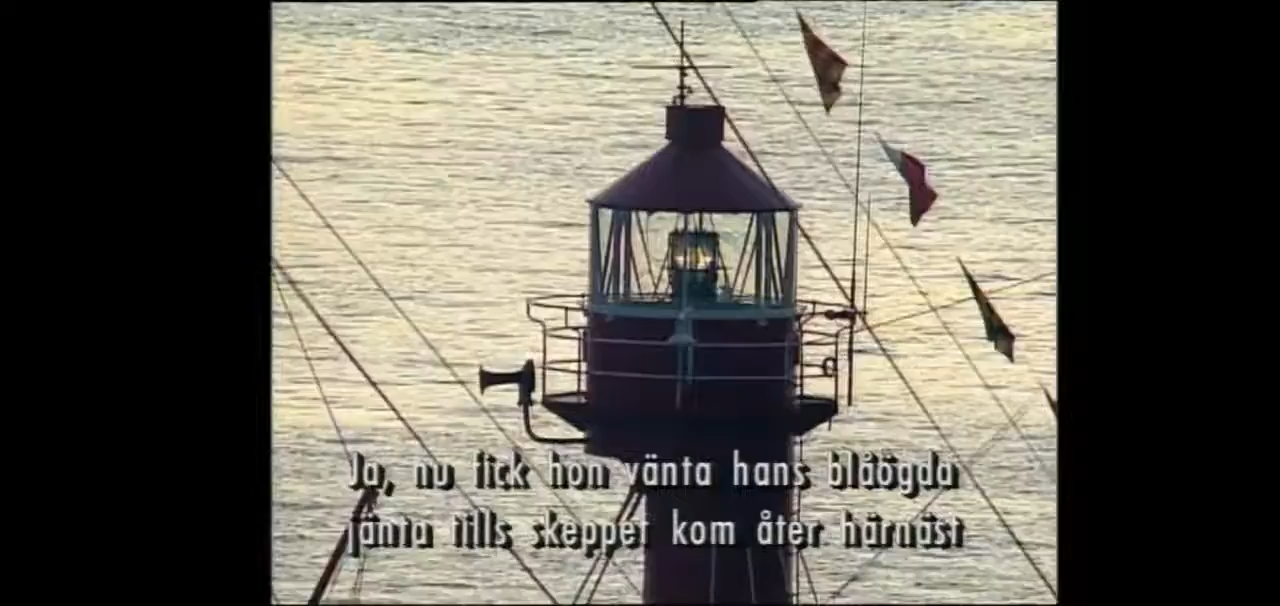 Ja, nu fick hon vänta hans blåögda
jänta tills skeppet kom åter härnäst